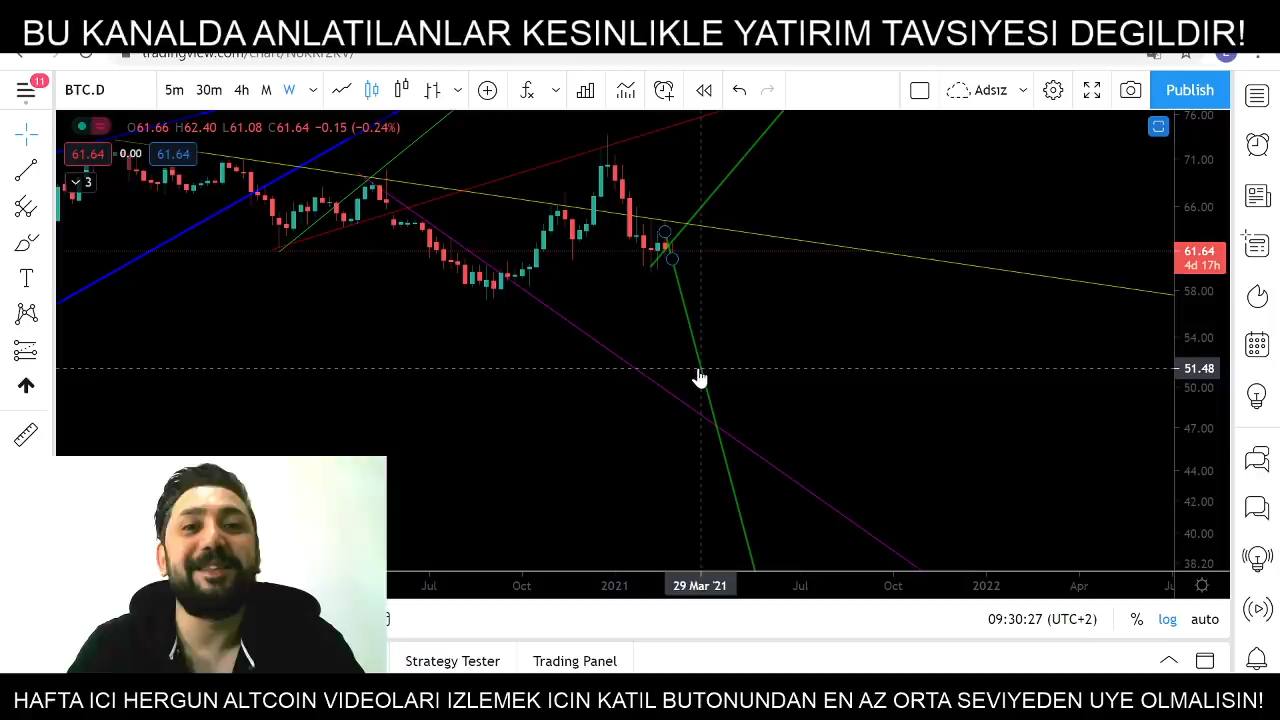 BU KANALDA ANLATILANLAR KESINLIKLE YATIRIM TAVSIYESI DEGILDIR!
11
BTC.D 5m 30m 4h M W Adsız Publish
O61.66 H62.40 L61.08 C61.64 −0.15 (−0.24%)
61.64 0.00 61.64
3
76.00
71.00
66.00
61.64
4d 17h
58.00
54.00
51.48
50.00
47.00
44.00
42.00
40.00
38.20
Jul Oct 2021 29 Mar '21 Jul Oct 2022 Apr
09:30:27 (UTC+2) % log auto
Strategy Tester Trading Panel
HAFTA ICI HERGUN ALTCOIN VIDEOLARI IZLEMEK ICIN KATIL BUTONUNDAN EN AZ ORTA SEVIYEDEN UYE OLMALISIN!